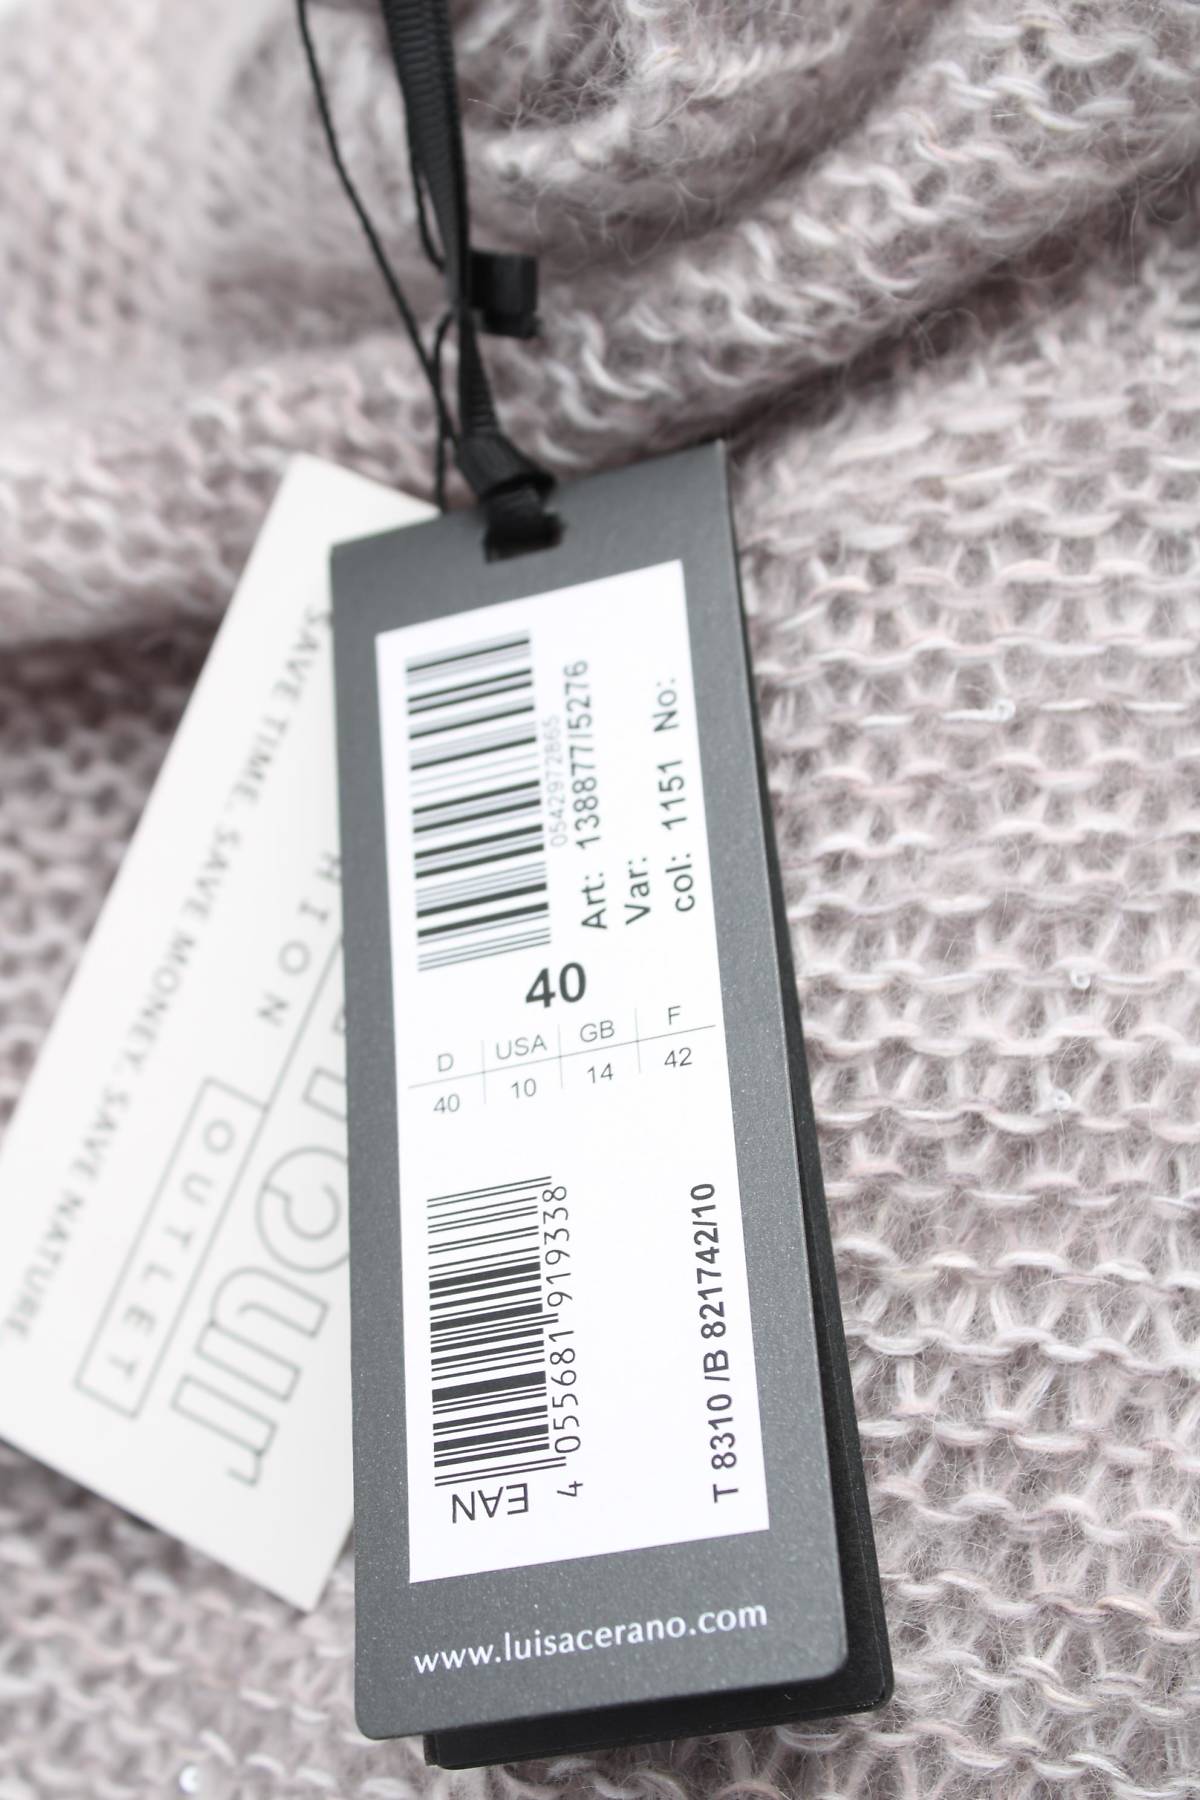 0542972865
Art: 138877/5276
Var:
col: 1151 No:
40
D USA GB F
40 10 14 42
EAN
4 055681 919338
T 8310 /B 821742/10
www.luisacerano.com
SAVE TIME. SAVE MONEY. SAVE NATURE
OUTLET